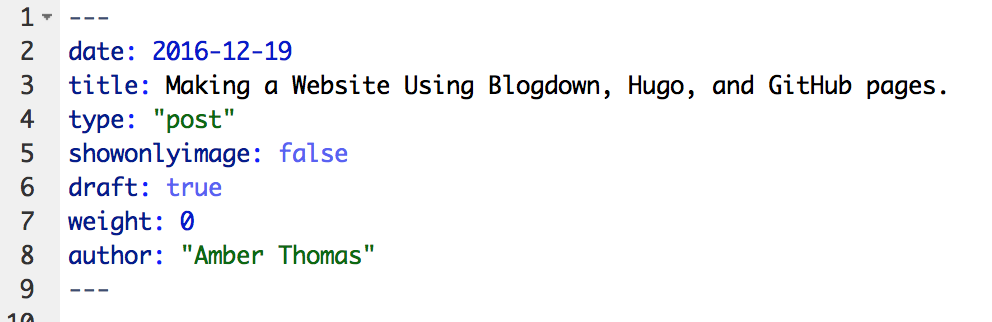 1 ---
2 date: 2016-12-19
3 title: Making a Website Using Blogdown, Hugo, and GitHub pages.
4 type: "post"
5 showonlyimage: false
6 draft: true
7 weight: 0
8 author: "Amber Thomas"
9 ---
10